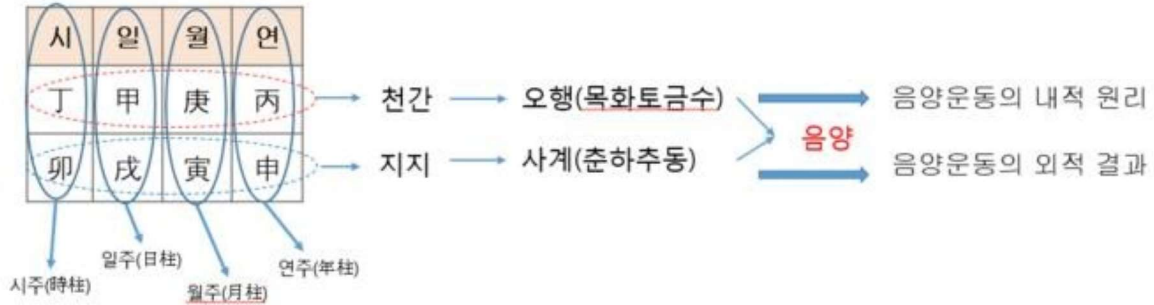 시 일 월 연
丁 甲 庚 丙 천간 오행(목화토금수) 음양운동의 내적 원리
음양
卯 戌 寅 申 지지 사계(춘하추동) 음양운동의 외적 결과
일주(日柱)
연주(年柱)
시주(時柱)
월주(月柱)